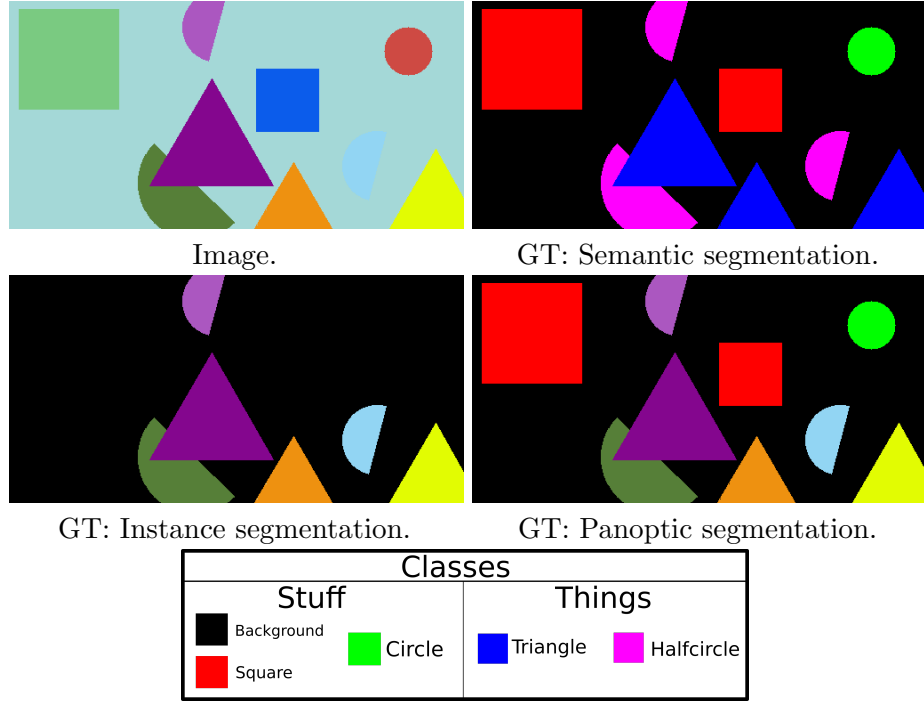 Image.
GT: Semantic segmentation.
GT: Instance segmentation.
GT: Panoptic segmentation.
Classes
Stuff
Things
Background
Circle
Square
Triangle
Halfcircle